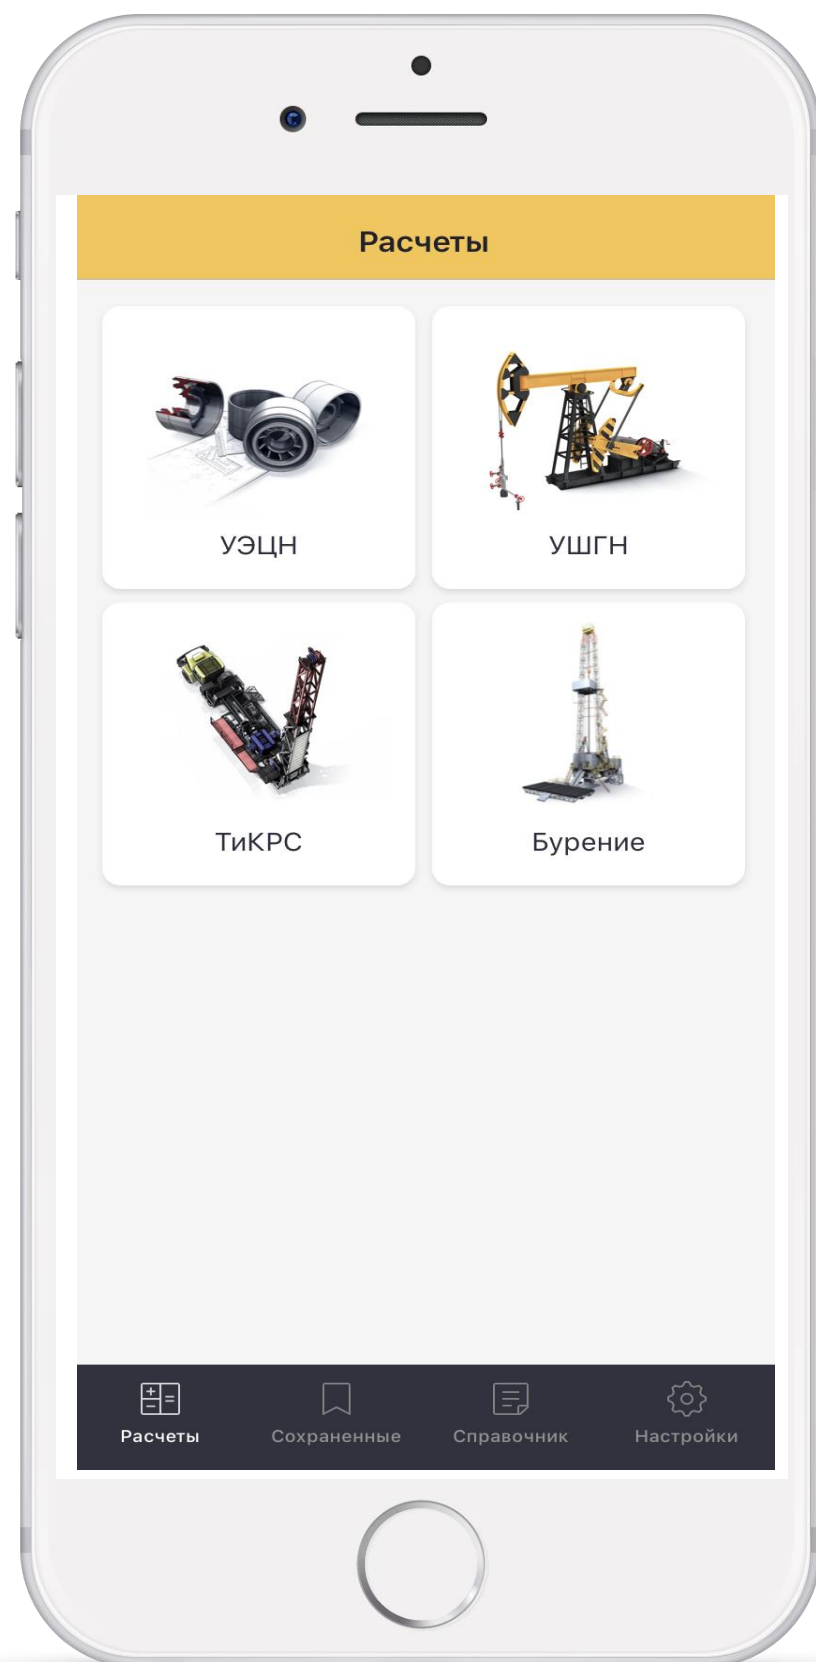 Расчеты
УЭЦН
УШГН
ТиКРС
Бурение
Расчеты
Сохраненные
Справочник
Настройки